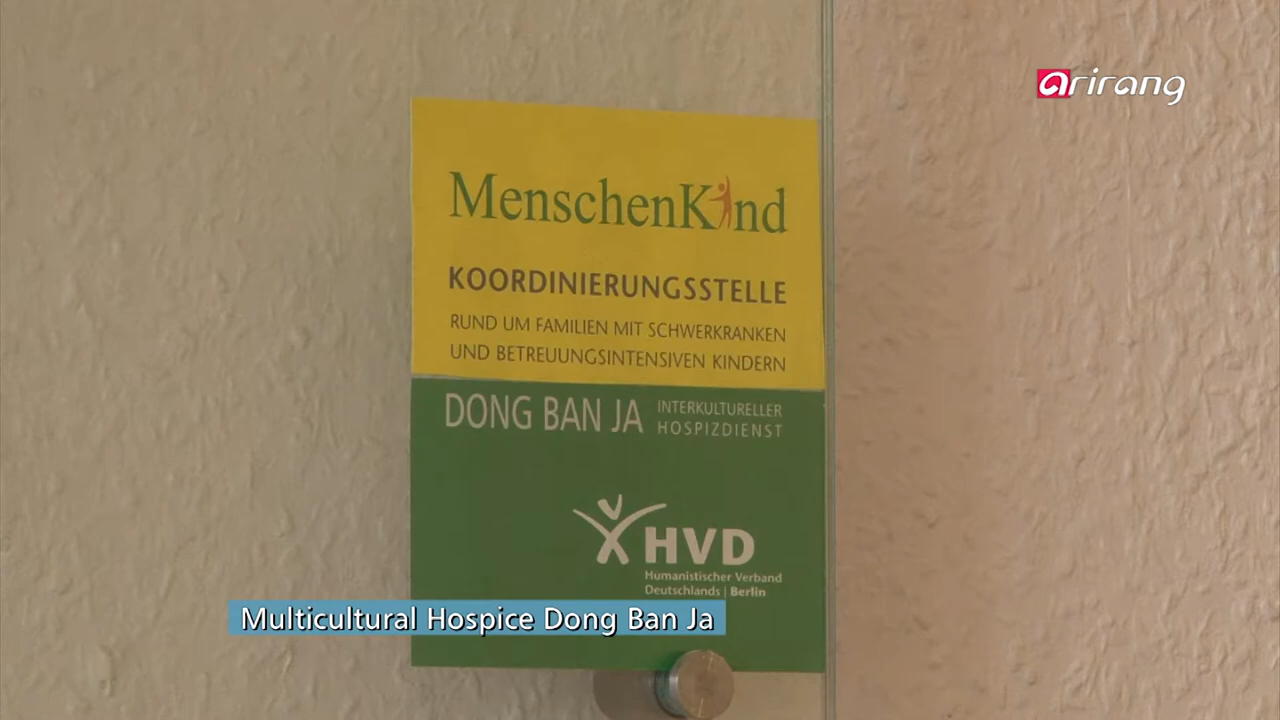 arirang
MenschenKind
KOORDINIERUNGSSTELLE
RUND UM FAMILIEN MIT SCHWERKRANKEN
UND BETREUUNGSINTENSIVEN KINDERN
DONG BAN JA
INTERKULTURELLER
HOSPIZDIENST
HVD
Humanistischer Verband
Deutschlands | Berlin
Multicultural Hospice Dong Ban Ja